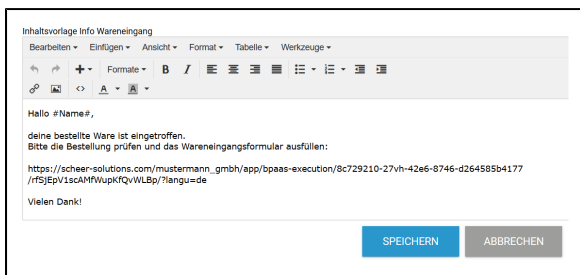 Inhaltsvorlage Info Wareneingang
Bearbeiten Einfügen Ansicht Format Tabelle Werkzeuge
Formate B I
A A
Hallo #Name#,
deine bestellte Ware ist eingetroffen.
Bitte die Bestellung prüfen und das Wareneingangsformular ausfüllen:
https://scheer-solutions.com/mustermann_gmbh/app/bpaas-execution/8c729210-27vh-42e6-8746-d264585b4177
/rfSjEpV1scAMfWupKfQvWLBp/?langu=de
Vielen Dank!
SPEICHERN ABBRECHEN